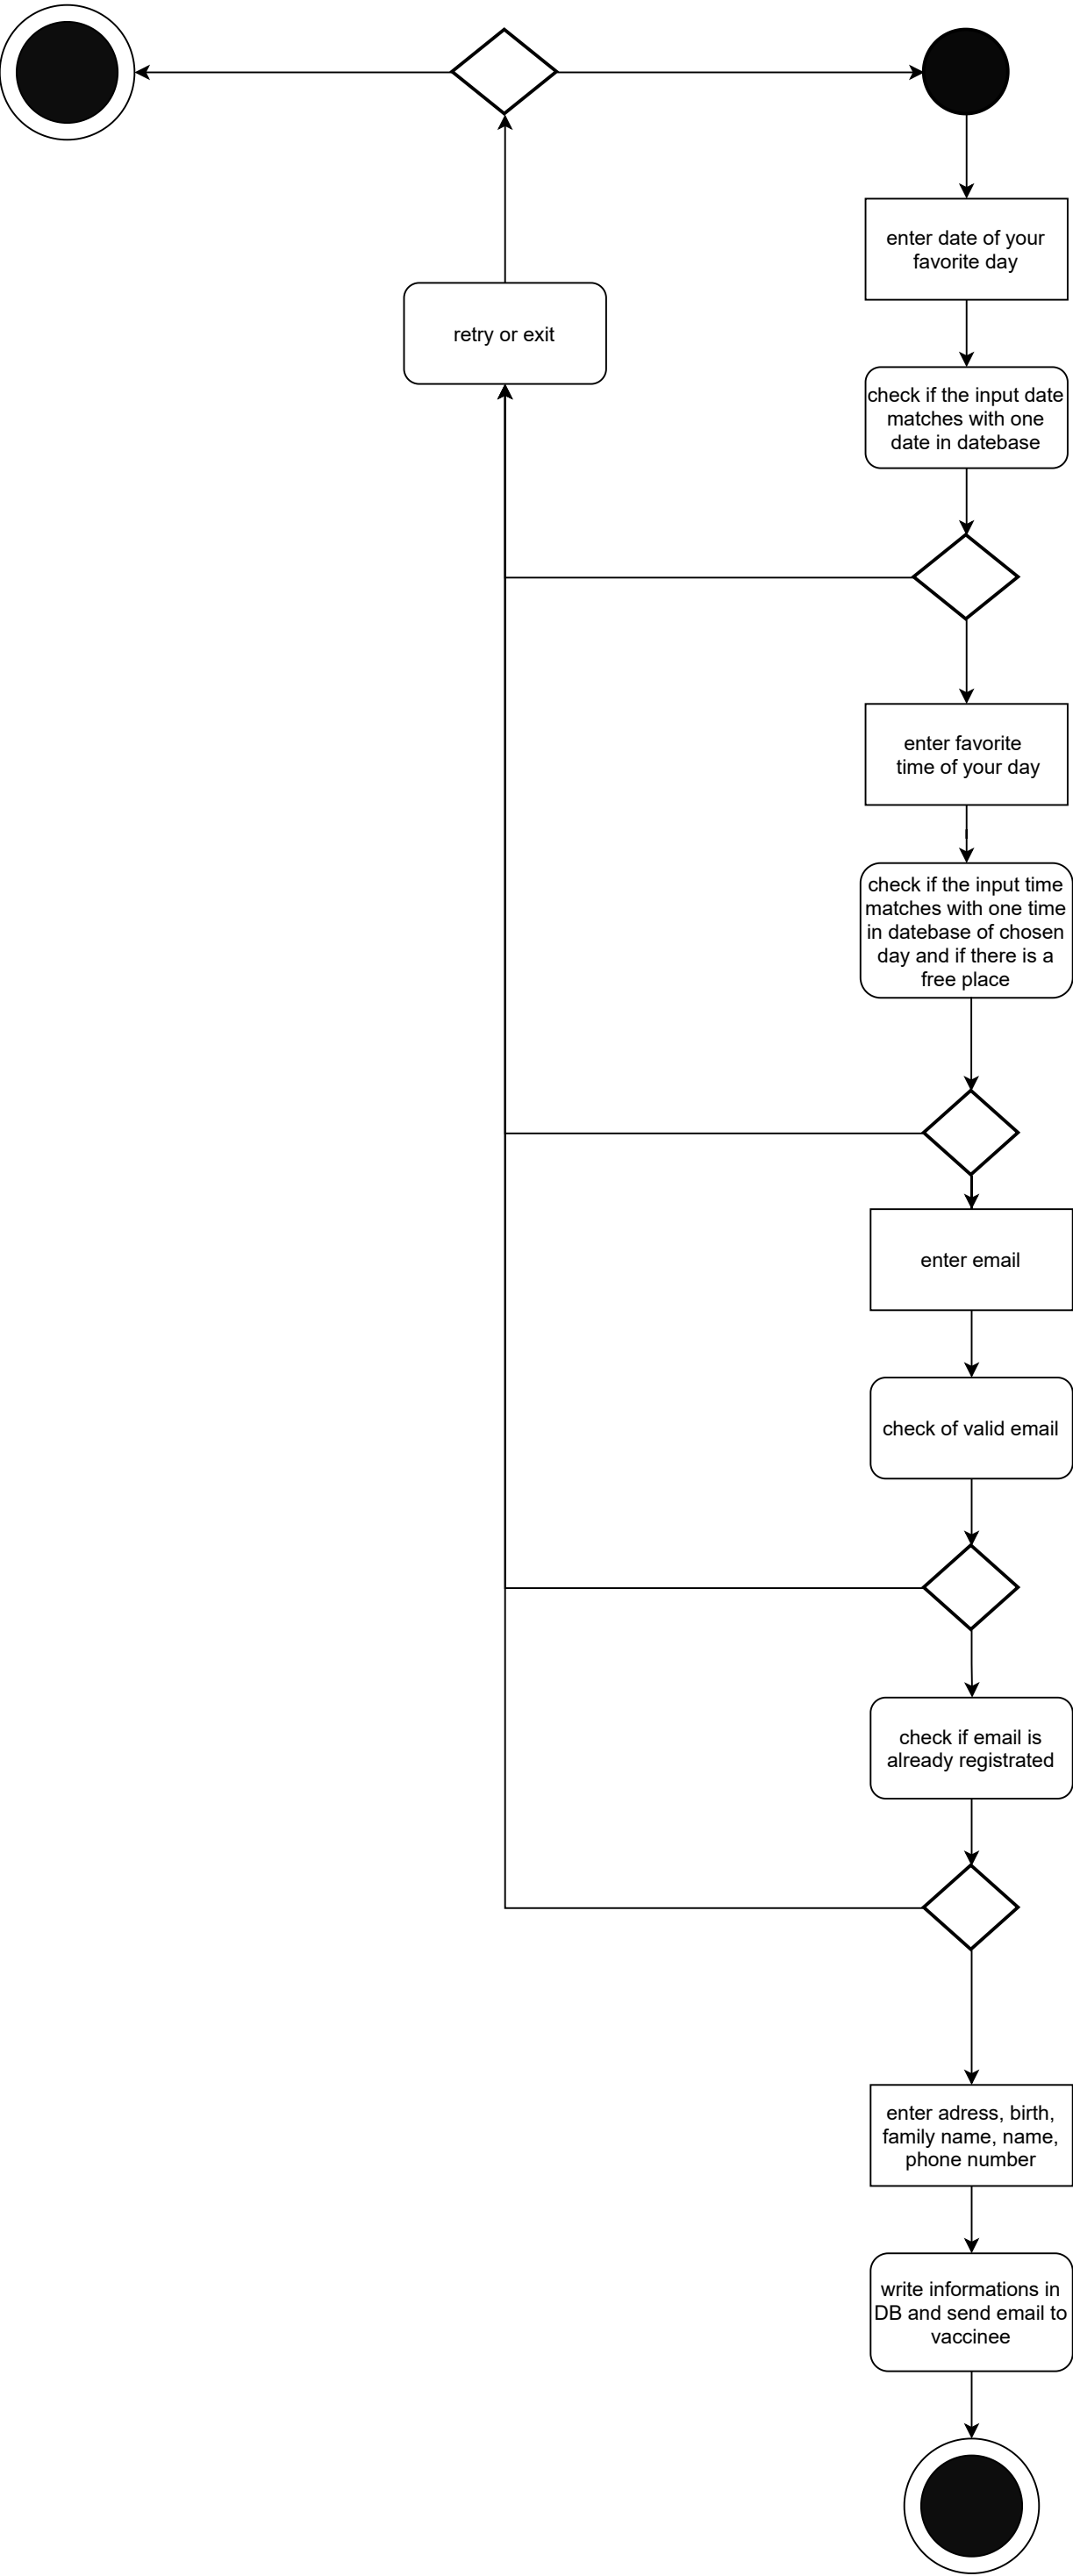 enter date of your
favorite day
retry or exit
check if the input date
matches with one
date in datebase
enter favorite
time of your day
check if the input time
matches with one time
in datebase of chosen
day and if there is a
free place
enter email
check of valid email
check if email is
already registrated
enter adress, birth,
family name, name,
phone number
write informations in
DB and send email to
vaccinee